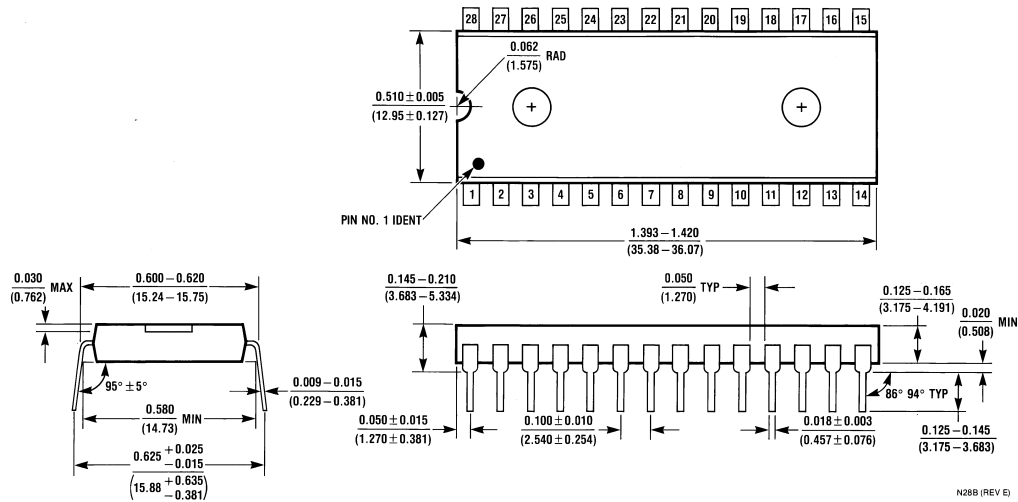 28 27 26 25 24 23 22 21 20 19 18 17 16 15
0.062
(1.575)
RAD
0.510 ± 0.005
(12.95 ± 0.127)
PIN NO. 1 IDENT
1 2 3 4 5 6 7 8 9 10 11 12 13 14
1.393 – 1.420
(35.38 – 36.07)
0.030
(0.762)
MAX
0.600 – 0.620
(15.24 – 15.75)
95° ± 5°
0.580
(14.73)
MIN
0.009 – 0.015
(0.229 – 0.381)
0.625 +0.025
-0.015
(15.88 +0.635
-0.381)
0.145 – 0.210
(3.683 – 5.334)
0.050
(1.270)
TYP
0.125 – 0.165
(3.175 – 4.191)
0.020
(0.508)
MIN
86° 94° TYP
0.050 ± 0.015
(1.270 ± 0.381)
0.100 ± 0.010
(2.540 ± 0.254)
0.018 ± 0.003
(0.457 ± 0.076)
0.125 – 0.145
(3.175 – 3.683)
N28B (REV E)